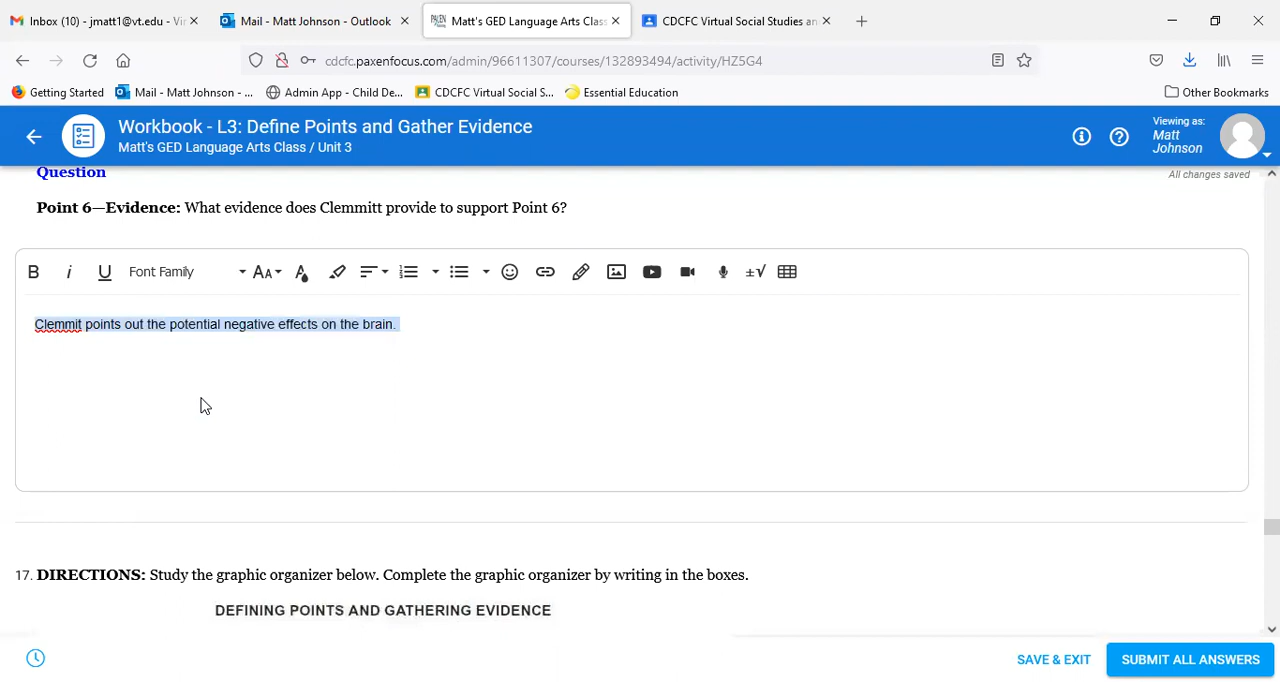 Inbox (10) - jmatt1@vt.edu - Vir
Mail - Matt Johnson - Outlook
Matt's GED Language Arts Class
CDCFC Virtual Social Studies an
cdcfc.paxenfocus.com/admin/96611307/courses/132893494/activity/HZ5G4
Getting Started
Mail - Matt Johnson - ...
Admin App - Child De...
CDCFC Virtual Social S...
Essential Education
Other Bookmarks
Workbook - L3: Define Points and Gather Evidence
Matt's GED Language Arts Class / Unit 3
Viewing as:
Matt
Johnson
Question
All changes saved
Point 6—Evidence: What evidence does Clemmitt provide to support Point 6?
B i U Font Family AA A
Clemmit points out the potential negative effects on the brain.
17. DIRECTIONS: Study the graphic organizer below. Complete the graphic organizer by writing in the boxes.
DEFINING POINTS AND GATHERING EVIDENCE
SAVE & EXIT
SUBMIT ALL ANSWERS